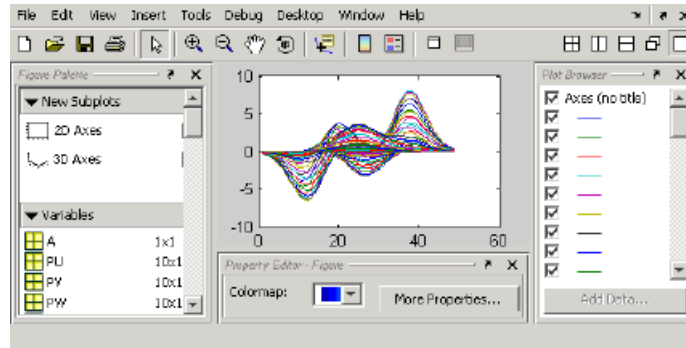 File Edit View Insert Tools Debug Desktop Window Help
Figure Palette
New Subplots
2D Axes
3D Axes
Variables
A 1x1
PU 10x1
PV 10x1
PW 10x1
10
5
0
-5
-10
0 20 40 60
Property Editor - Figure
Colormap:
More Properties...
Plot Browser
Axes (no title)
Add Data...